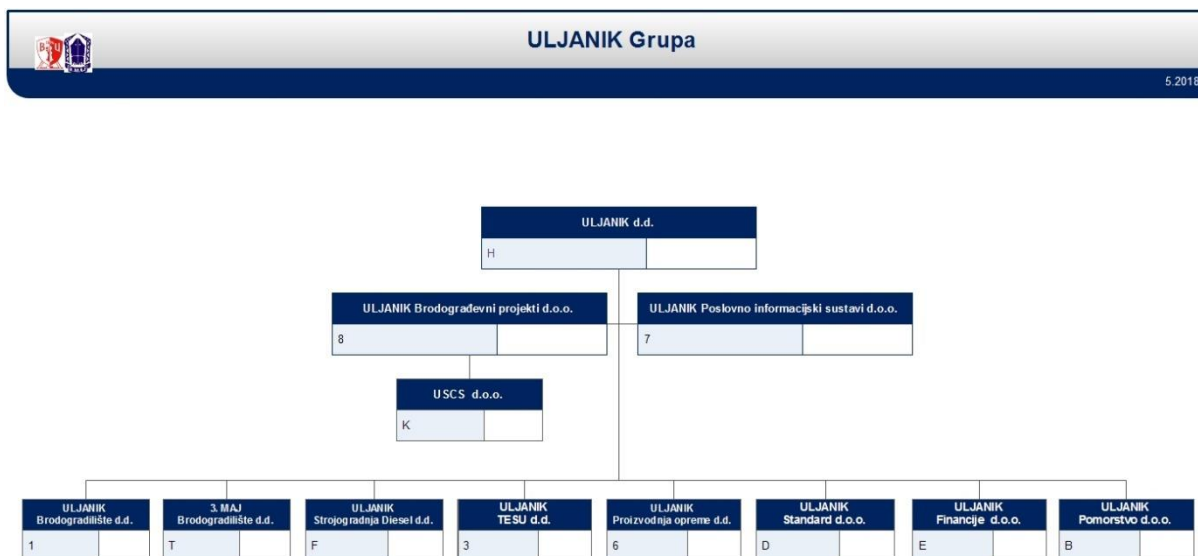 ULJANIK Grupa
5.2018
ULJANIK d.d.
H
ULJANIK Brodograđevni projekti d.o.o.
8
ULJANIK Poslovno informacijski sustavi d.o.o.
7
USCS d.o.o.
K
ULJANIK
Brodogradilište d.d.
1
3. MAJ
Brodogradilište d.d.
T
ULJANIK
Strojogradnja Diesel d.d.
F
ULJANIK
TESU d.d.
3
ULJANIK
Proizvodnja opreme d.d.
6
ULJANIK
Standard d.o.o.
D
ULJANIK
Financije d.o.o.
E
ULJANIK
Pomorstvo d.o.o.
B